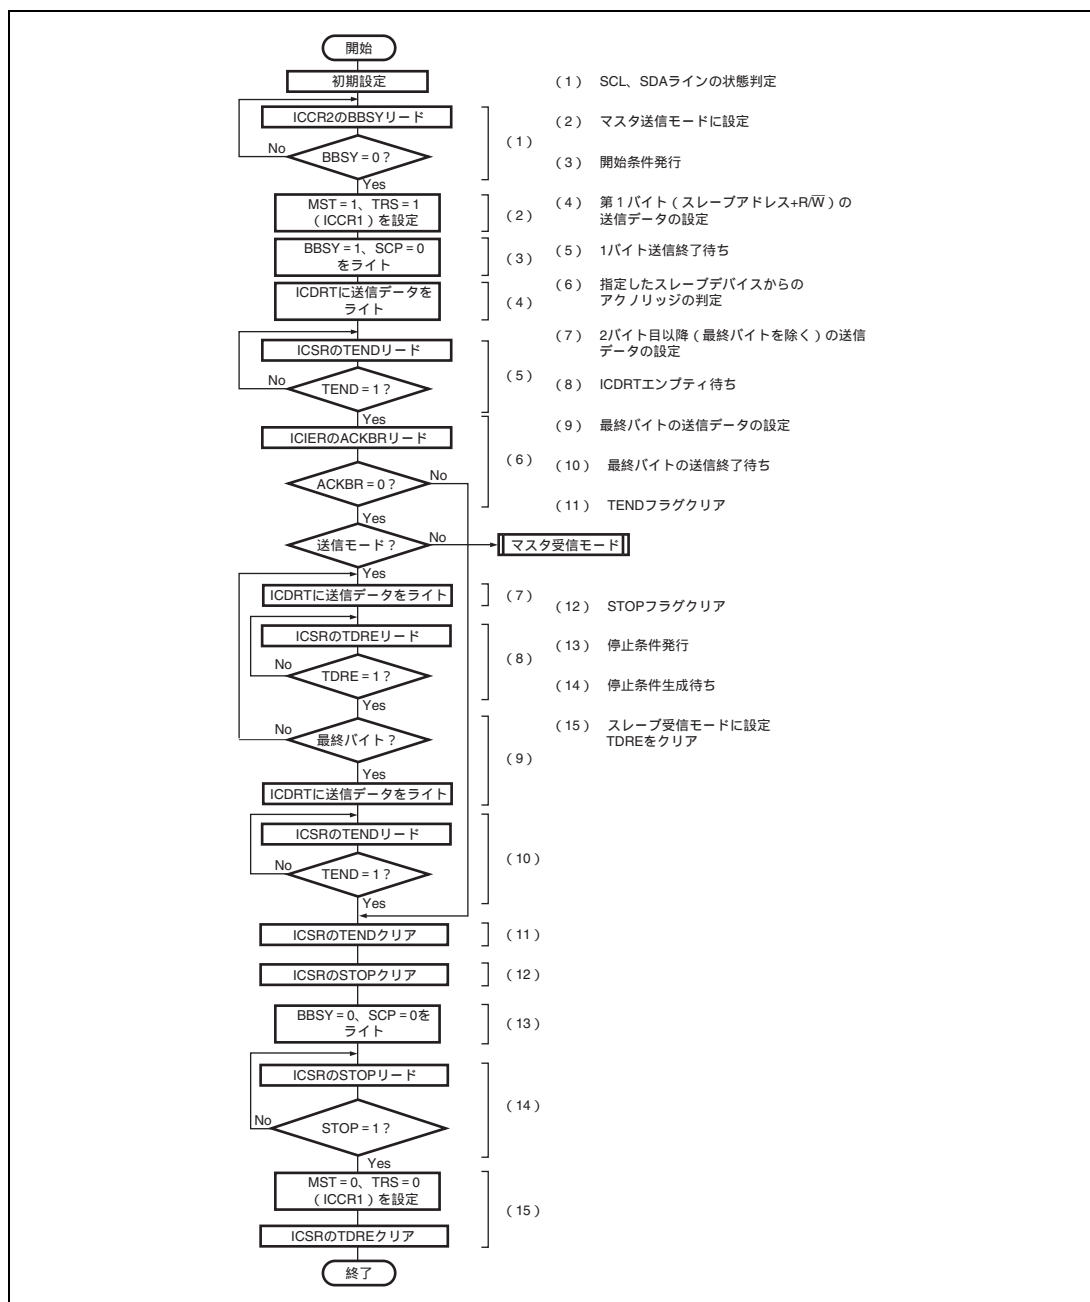 開始
初期設定
ICCR2のBBSYリード
BBSY = 0 ?
No
Yes
(1)
MST = 1、TRS = 1
(ICCR1)を設定
(2)
BBSY = 1、SCP = 0
をライト
(3)
ICDRTに送信データを
ライト
(4)
ICSRのTENDリード
No
TEND = 1 ?
Yes
(5)
ICIERのACKBRリード
ACKBR = 0 ?
No
Yes
(6)
送信モード ?
No
マスタ受信モード
Yes
ICDRTに送信データをライト
(7)
ICSRのTDREリード
No
TDRE = 1 ?
Yes
(8)
No
最終バイト ?
Yes
ICDRTに送信データをライト
(9)
ICSRのTENDリード
No
TEND = 1 ?
Yes
(10)
ICSRのTENDクリア
(11)
ICSRのSTOPクリア
(12)
BBSY = 0、SCP = 0を
ライト
(13)
ICSRのSTOPリード
No
STOP = 1 ?
Yes
(14)
MST = 0、TRS = 0
(ICCR1)を設定
ICSRのTDREクリア
(15)
終了
(1) SCL、SDAラインの状態判定
(2) マスタ送信モードに設定
(3) 開始条件発行
(4) 第1バイト(スレーブアドレス+R/W̅)の
送信データの設定
(5) 1バイト送信終了待ち
(6) 指定したスレーブデバイスからの
アクノリッジの判定
(7) 2バイト目以降(最終バイトを除く)の送信
データの設定
(8) ICDRTエンプティ待ち
(9) 最終バイトの送信データの設定
(10) 最終バイトの送信終了待ち
(11) TENDフラグクリア
(12) STOPフラグクリア
(13) 停止条件発行
(14) 停止条件生成待ち
(15) スレーブ受信モードに設定
TDREをクリア